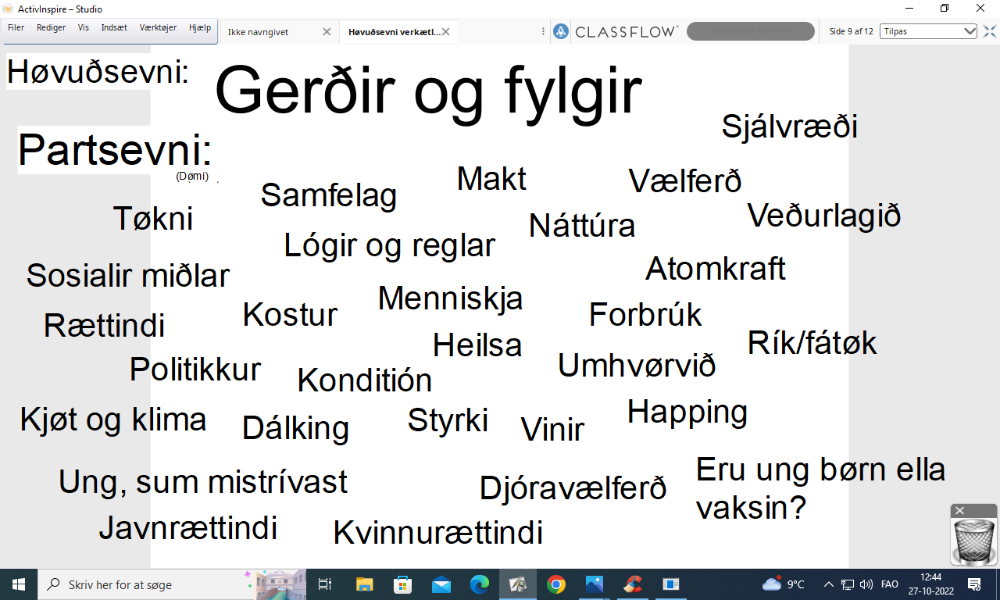 ActivInspire – Studio
Filer Rediger Vis Indsæt Værktøjer Hjælp
Ikke navngivet
Høvuðsevni verkætl...
CLASSFLOW
Side 9 af 12
Tilpas
Høvuðsevni:
Gerðir og fylgir
Sjálvræði
Partsevni:
(Dømi)
Makt
Vælferð
Samfelag
Tøkni
Veðurlagið
Náttúra
Lógir og reglar
Atomkraft
Sosialir miðlar
Menniskja
Kostur
Forbrúk
Rættindi
Heilsa
Rík/fátøk
Politikkur
Umhvørvið
Konditión
Kjøt og klima
Happing
Dálking
Styrki
Vinir
Ung, sum mistrívast
Djóravælferð
Eru ung børn ella
vaksin?
Javnrættindi
Kvinnurættindi
Skriv her for at søge
9°C
FAO
12:44
27-10-2022